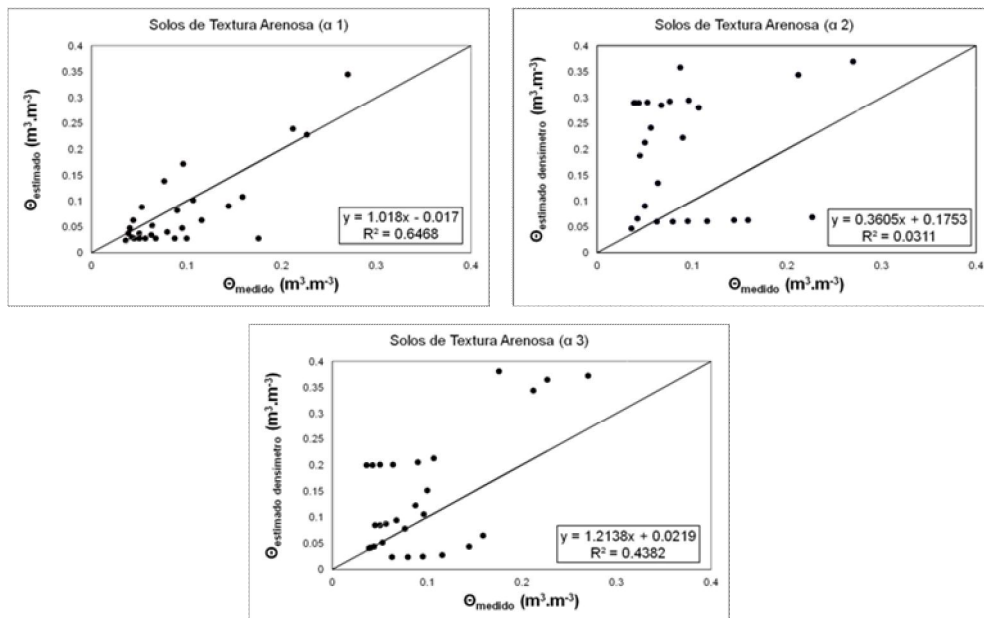 Solos de Textura Arenosa (α 1)
0.4
0.35
0.3
0.25
0.2
0.15
0.1
0.05
0
Θestimado (m³.m⁻³)
y = 1.018x - 0.017
R² = 0.6468
0
0.1
0.2
0.3
0.4
Θmedido (m³.m⁻³)
Solos de Textura Arenosa (α 2)
0.4
0.35
0.3
0.25
0.2
0.15
0.1
0.05
0
Θestimado densímetro (m³.m⁻³)
y = 0.3605x + 0.1753
R² = 0.0311
0
0.1
0.2
0.3
0.4
Θmedido (m³.m⁻³)
Solos de Textura Arenosa (α 3)
0.4
0.35
0.3
0.25
0.2
0.15
0.1
0.05
0
Θestimado densímetro (m³.m⁻³)
y = 1.2138x + 0.0219
R² = 0.4382
0
0.1
0.2
0.3
0.4
Θmedido (m³.m⁻³)